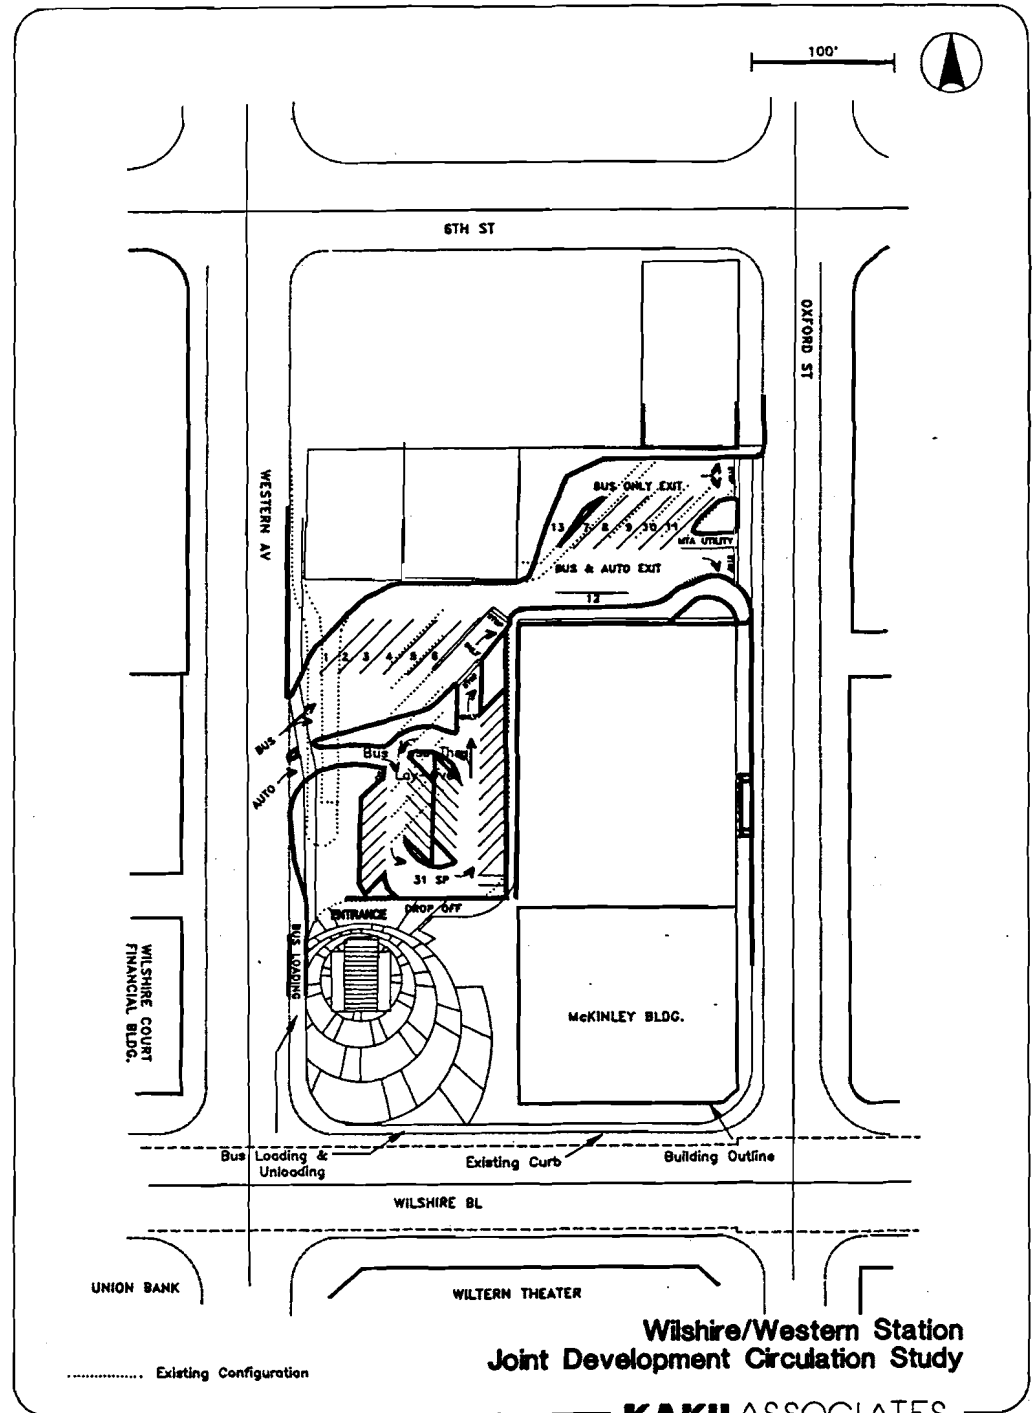 100'
6TH ST
OXFORD ST
WESTERN AV
BUS ONLY EXIT
13 7 8 9 10 11
MTA UTILITY
BUS & AUTO EXIT
12
1 2 3 4 5 6
BUS
AUTO
Bus
31 SP
ENTRANCE
DROP OFF
BUS LOADING
WILSHIRE COURT
FINANCIAL BLDG.
McKINLEY BLDG.
Bus Loading &
Unloading
Existing Curb
Building Outline
WILSHIRE BL
UNION BANK
WILTERN THEATER
Wilshire/Western Station
Joint Development Circulation Study
Existing Configuration
KAKU ASSOCIATES